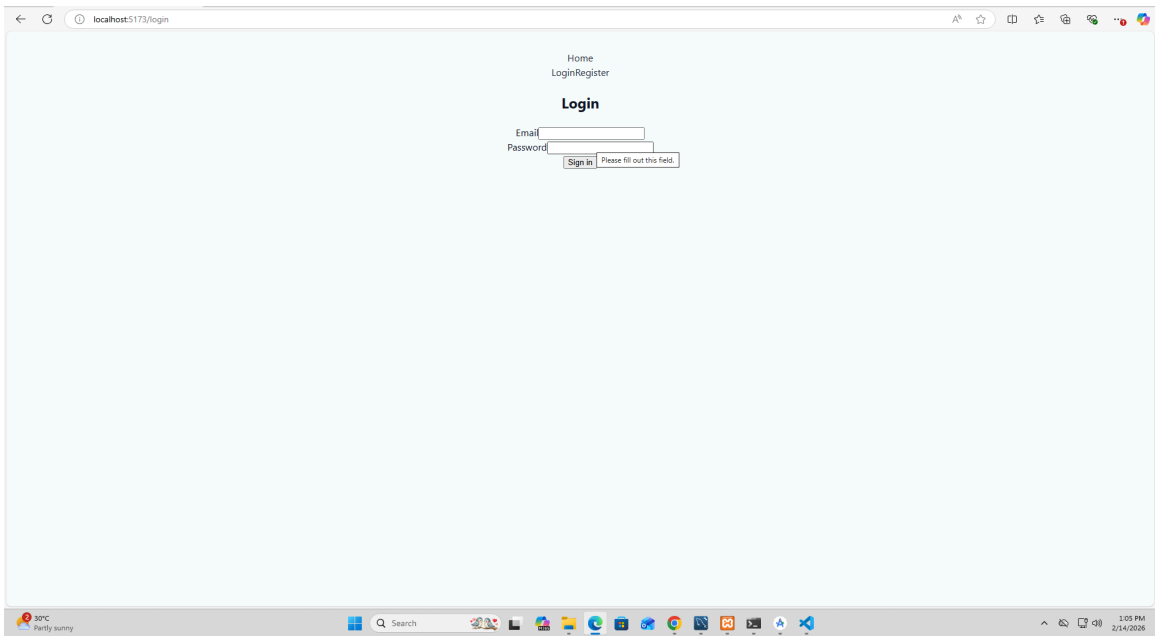 localhost:5173/login
Home
LoginRegister
Login
Email
Password
Please fill out this field.
Sign in
2
30°C
Partly sunny
Search
1:05 PM
2/14/2026